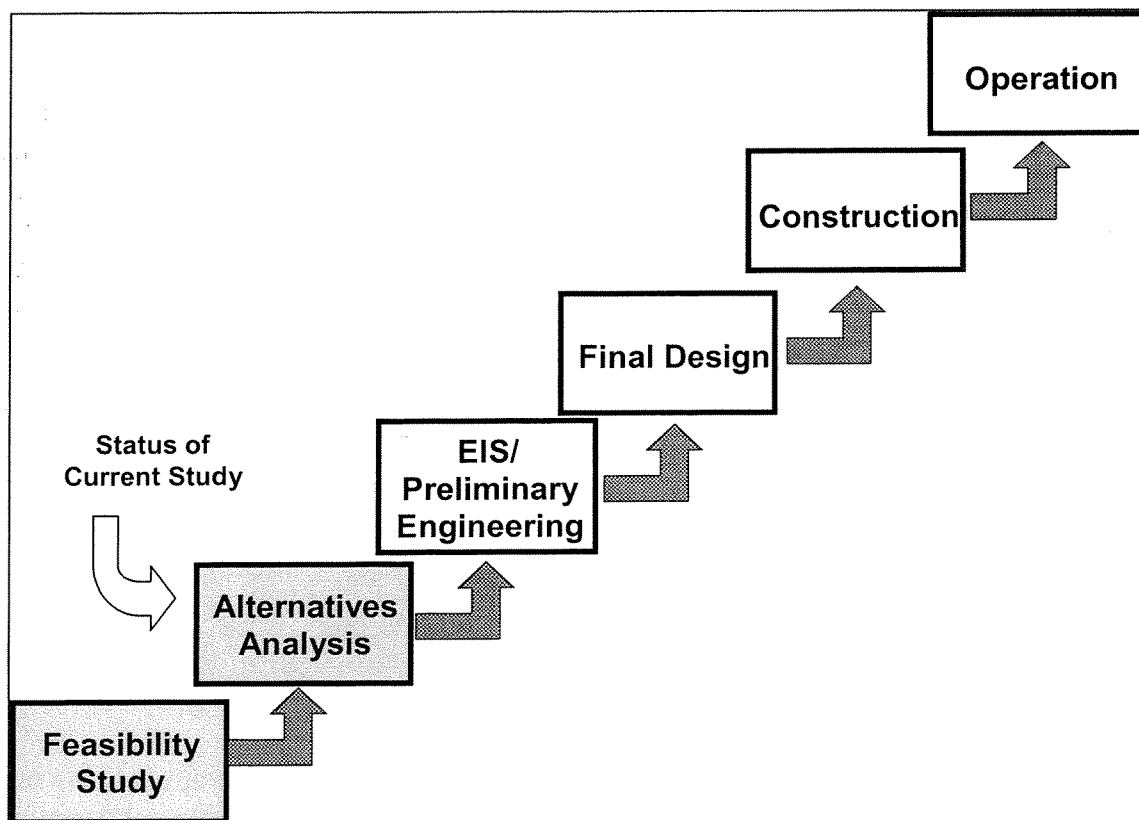 Operation
Construction
Final Design
EIS/
Preliminary
Engineering
Status of
Current Study
Alternatives
Analysis
Feasibility
Study